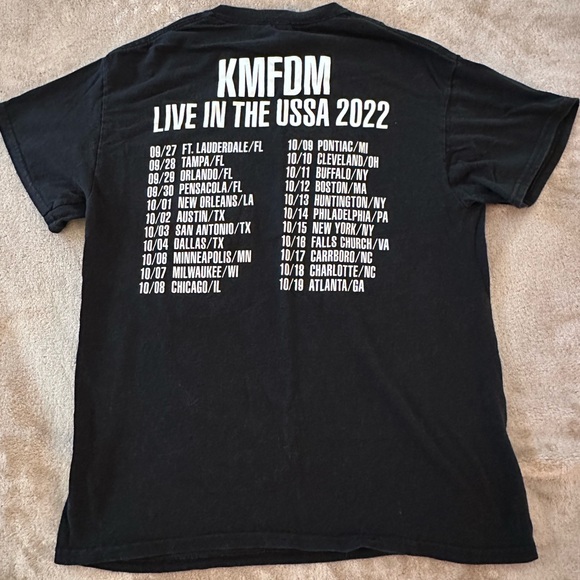 KMFDM
LIVE IN THE USSA 2022
09/27 FT. LAUDERDALE/FL
09/28 TAMPA/FL
09/29 ORLANDO/FL
09/30 PENSACOLA/FL
10/01 NEW ORLEANS/LA
10/02 AUSTIN/TX
10/03 SAN ANTONIO/TX
10/04 DALLAS/TX
10/06 MINNEAPOLIS/MN
10/07 MILWAUKEE/WI
10/08 CHICAGO/IL
10/09 PONTIAC/MI
10/10 CLEVELAND/OH
10/11 BUFFALO/NY
10/12 BOSTON/MA
10/13 HUNTINGTON/NY
10/14 PHILADELPHIA/PA
10/15 NEW YORK/NY
10/16 FALLS CHURCH/VA
10/17 CARRBORO/NC
10/18 CHARLOTTE/NC
10/19 ATLANTA/GA